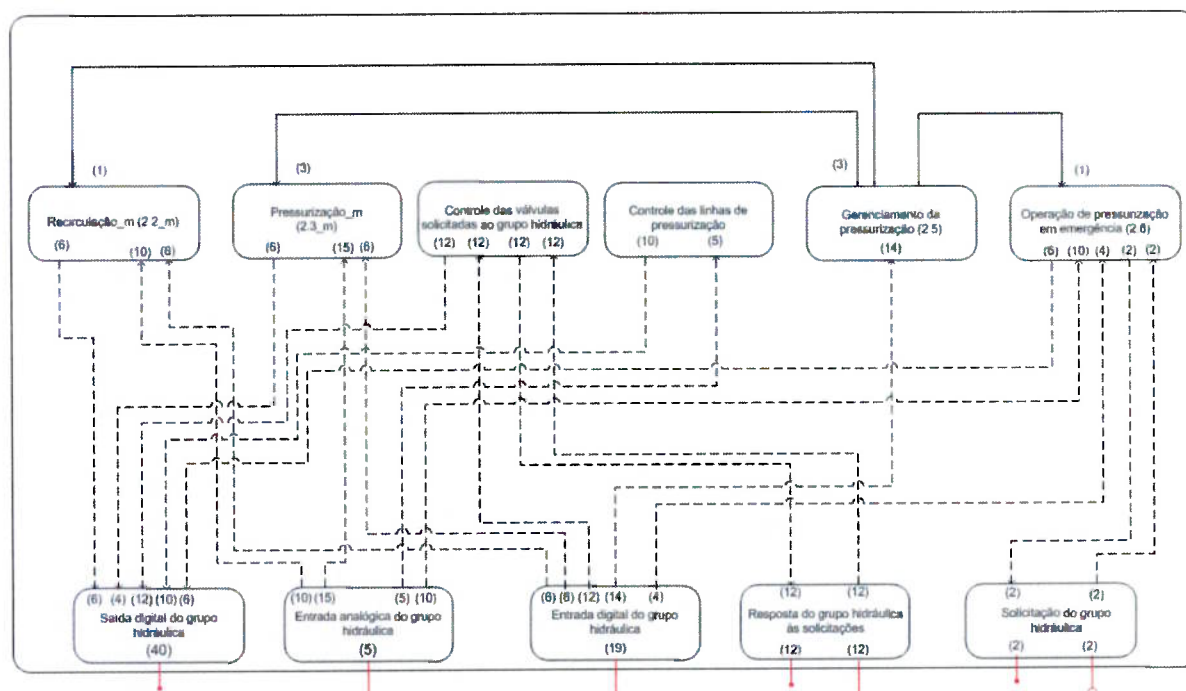 (1)
(3)
(3)
(1)
Recirculação_m (2 2_m)
(6)
(10) (8)
Pressurização_m
(2.3_m)
(6) (15) (6)
Controle das válvulas
solicitadas ao grupo hidráulica
(12) (12) (12) (12)
Controle das linhas de
pressurização
(10) (5)
Gerenciamento da
pressurização (2 5)
(14)
Operação de pressurização
em emergência (2.6)
(6) (10) (4) (2) (2)
(6) (4) (12) (10) (6)
Saída digital do grupo
hidráulica
(40)
(10) (15) (5) (10)
Entrada analógica do grupo
hidráulica
(5)
(6) (12) (14) (4)
Entrada digital do grupo
hidráulica
(19)
(12) (12)
Resposta do grupo hidráulica
às solicitações
(12) (12)
(2) (2)
Solicitação do grupo
hidráulica
(2) (2)